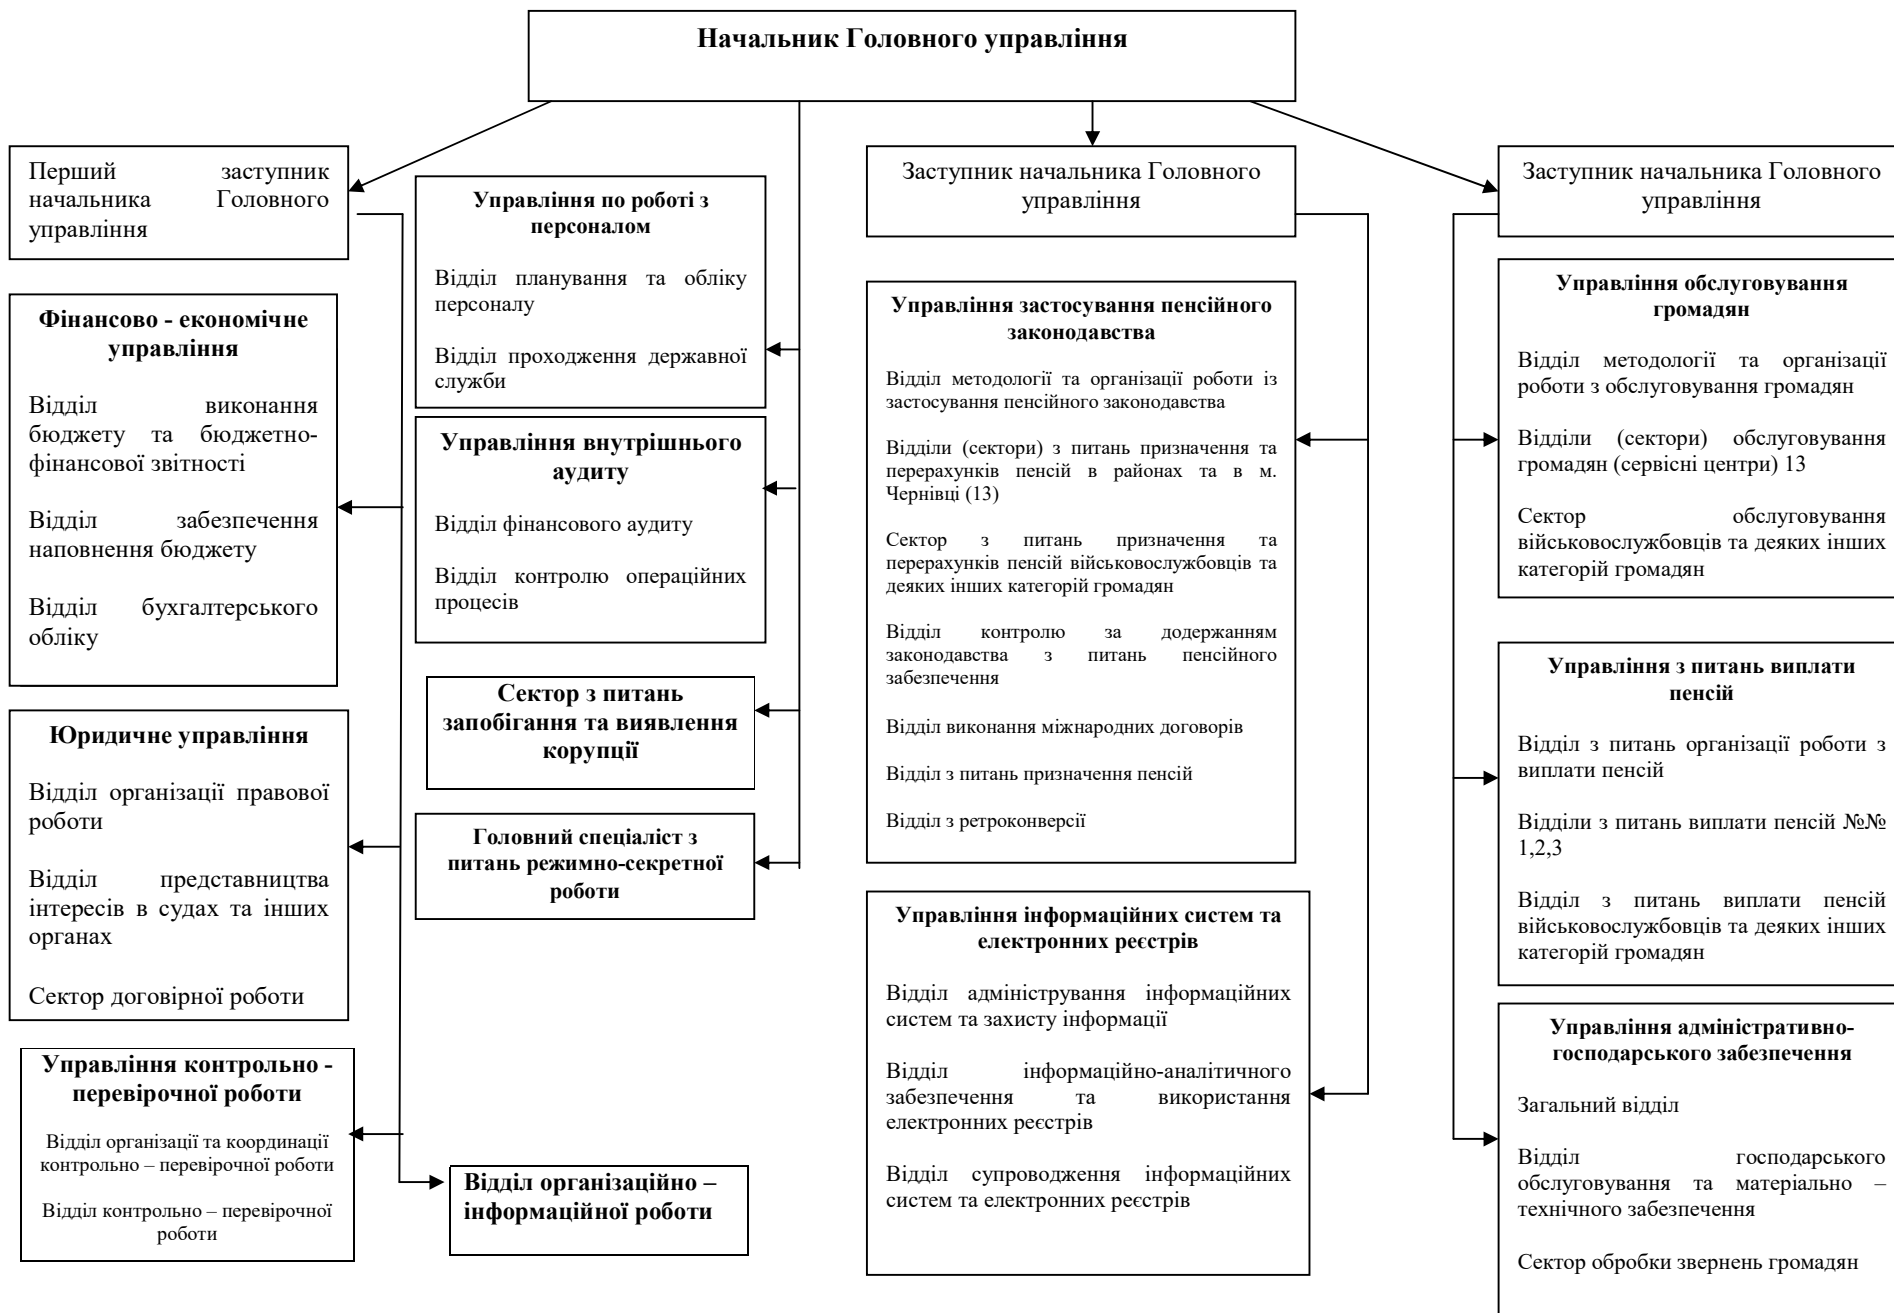 Начальник Головного управління
Перший заступник
начальника Головного
управління
Заступник начальника Головного
управління
Заступник начальника Головного
управління
Фінансово - економічне
управління
Відділ виконання
бюджету та бюджетно-
фінансової звітності
Відділ забезпечення
наповнення бюджету
Відділ бухгалтерського
обліку
Юридичне управління
Відділ організації правової
роботи
Відділ представництва
інтересів в судах та інших
органах
Сектор договірної роботи
Управління контрольно -
перевірочної роботи
Відділ організації та координації
контрольно – перевірочної роботи
Відділ контрольно – перевірочної
роботи
Управління по роботі з
персоналом
Відділ планування та обліку
персоналу
Відділ проходження державної
служби
Управління внутрішнього
аудиту
Відділ фінансового аудиту
Відділ контролю операційних
процесів
Сектор з питань
запобігання та виявлення
корупції
Головний спеціаліст з
питань режимно-секретної
роботи
Відділ організаційно –
інформаційної роботи
Управління застосування пенсійного
законодавства
Відділ методології та організації роботи із
застосування пенсійного законодавства
Відділи (сектори) з питань призначення та
перерахунків пенсій в районах та в м.
Чернівці (13)
Сектор з питань призначення та
перерахунків пенсій військовослужбовців та
деяких інших категорій громадян
Відділ контролю за додержанням
законодавства з питань пенсійного
забезпечення
Відділ виконання міжнародних договорів
Відділ з питань призначення пенсій
Відділ з ретроконверсії
Управління інформаційних систем та
електронних реєстрів
Відділ адміністрування інформаційних
систем та захисту інформації
Відділ інформаційно-аналітичного
забезпечення та використання
електронних реєстрів
Відділ супроводження інформаційних
систем та електронних реєстрів
Управління обслуговування
громадян
Відділ методології та організації
роботи з обслуговування громадян
Відділи (сектори) обслуговування
громадян (сервісні центри) 13
Сектор обслуговування
військовослужбовців та деяких інших
категорій громадян
Управління з питань виплати
пенсій
Відділ з питань організації роботи з
виплати пенсій
Відділи з питань виплати пенсій №№
1,2,3
Відділ з питань виплати пенсій
військовослужбовців та деяких інших
категорій громадян
Управління адміністративно-
господарського забезпечення
Загальний відділ
Відділ господарського
обслуговування та матеріально –
технічного забезпечення
Сектор обробки звернень громадян